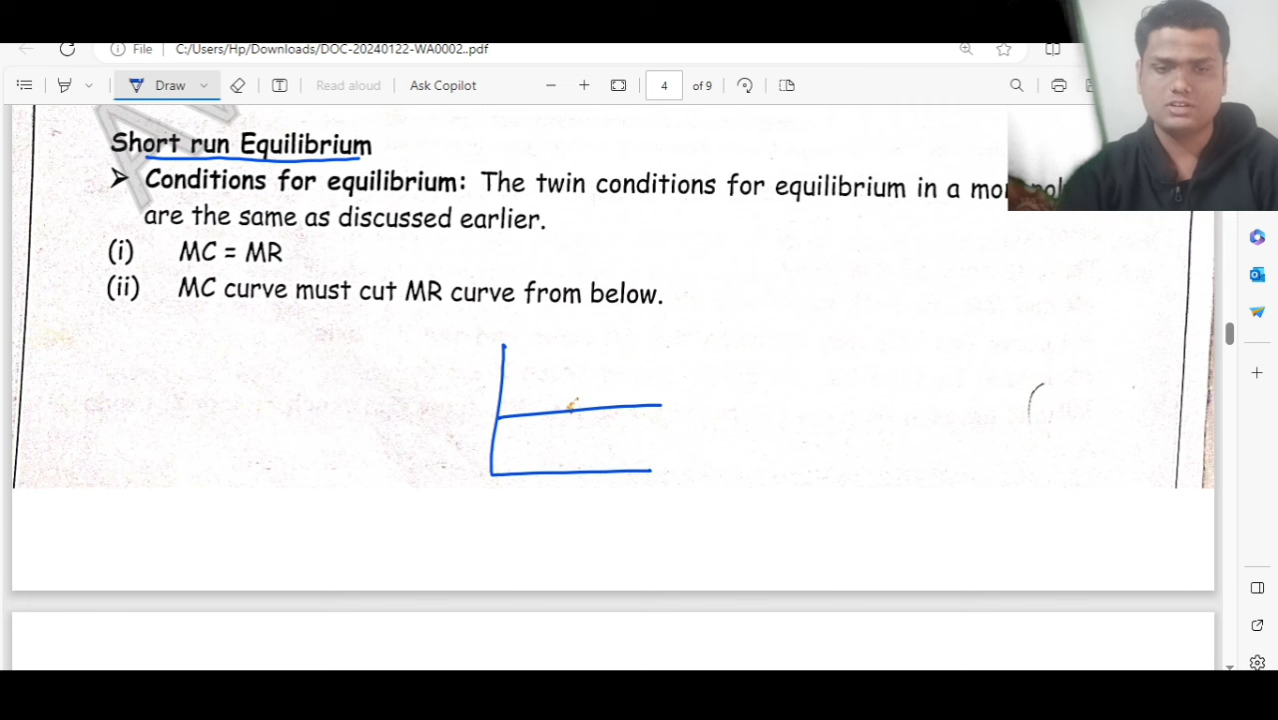 File C:/Users/Hp/Downloads/DOC-20240122-WA0002..pdf
Draw Read aloud Ask Copilot 4 of 9
Short run Equilibrium
➤ Conditions for equilibrium: The twin conditions for equilibrium in a
are the same as discussed earlier.
(i) MC = MR
(ii) MC curve must cut MR curve from below.